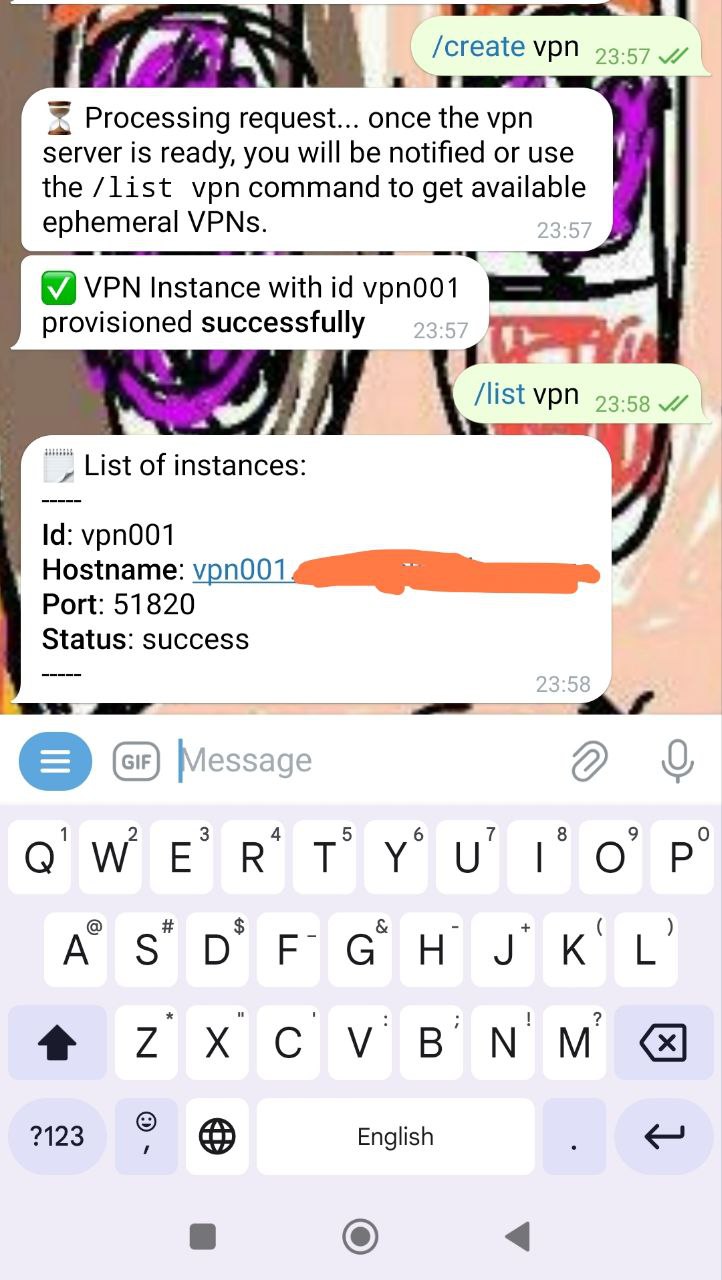 /create vpn 23:57
⏳ Processing request... once the vpn
server is ready, you will be notified or use
the /list vpn command to get available
ephemeral VPNs. 23:57
✅ VPN Instance with id vpn001
provisioned successfully 23:57
/list vpn 23:58
🗒️ List of instances:
-----
Id: vpn001
Hostname: vpn001.
Port: 51820
Status: success
-----
23:58
GIF Message
Q 1 W 2 E 3 R 4 T 5 Y 6 U 7 I 8 O 9 P 0
A @ S # D $ F _ G & H - J + K ( L )
Z * X " C ' V : B ; N ! M ?
?123 , English .